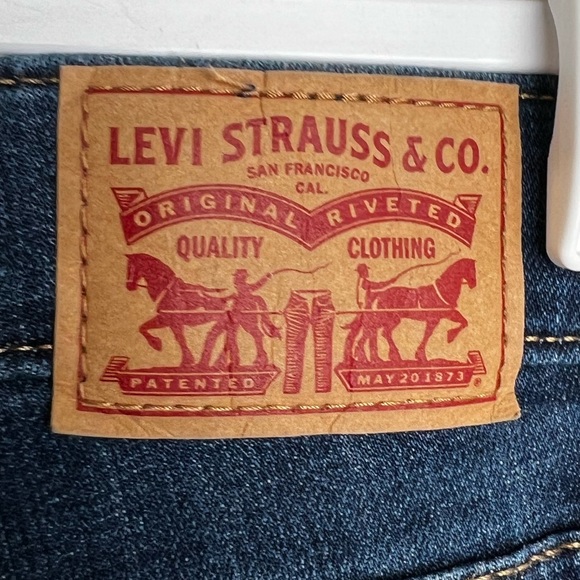 LEVI STRAUSS & CO.
SAN FRANCISCO
CAL.
ORIGINAL RIVETED
QUALITY CLOTHING
PATENTED MAY 20 1873 ®